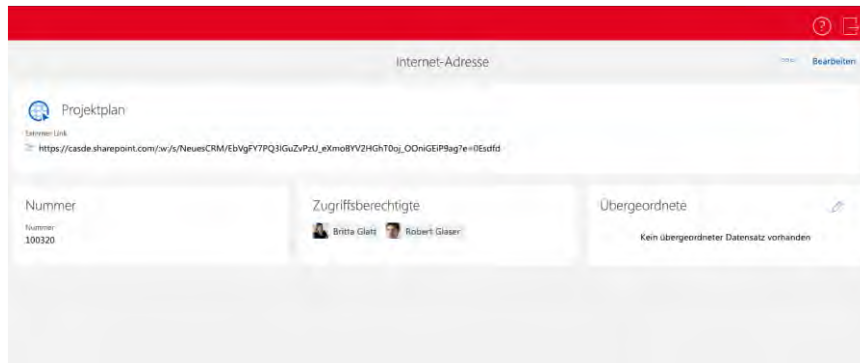 Internet-Adresse
Bearbeiten
Projektplan
Externer Link
https://casde.sharepoint.com/:w:/s/NeuesCRM/EbVgFY7PQ3IGuZvPzU_eXmoBYV2HGhT0oj_OOniGEiP9ag?e=0Esdfd
Nummer
Nummer
100320
Zugriffsberechtigte
Britta Glatt Robert Glaser
Übergeordnete
Kein übergeordneter Datensatz vorhanden